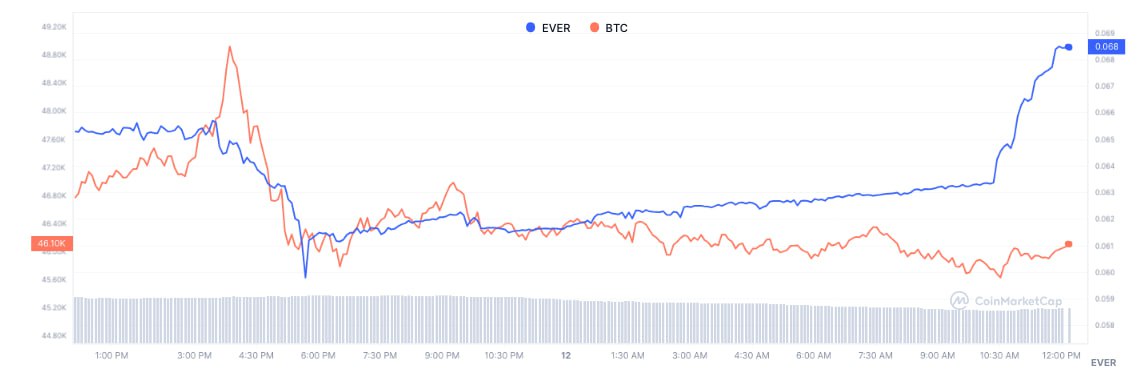 EVER BTC
49.20K
48.80K
48.40K
48.00K
47.60K
47.20K
46.80K
46.40K
46.10K
45.60K
45.20K
44.80K
0.069
0.068
0.068
0.067
0.066
0.065
0.064
0.063
0.062
0.061
0.060
0.059
0.058
CoinMarketCap
1:00 PM 3:00 PM 4:30 PM 6:00 PM 7:30 PM 9:00 PM 10:30 PM 12 1:30 AM 3:00 AM 4:30 AM 6:00 AM 7:30 AM 9:00 AM 10:30 AM 12:00 PM
EVER